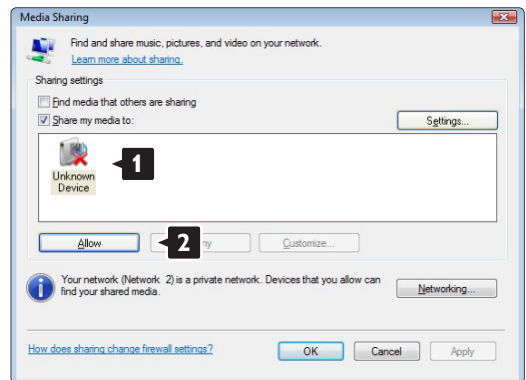 Media Sharing
Find and share music, pictures, and video on your network.
Learn more about sharing.
Sharing settings
Find media that others are sharing
Share my media to:
Settings...
Unknown
Device
1
Allow
2
ny
Customize...
Your network (Network 2) is a private network. Devices that you allow can
find your shared media.
Networking...
How does sharing change firewall settings?
OK
Cancel
Apply